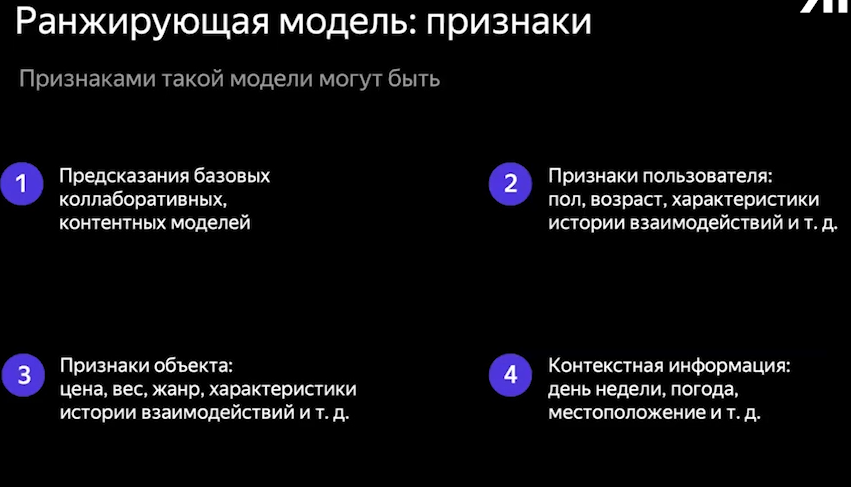 Ранжирующая модель: признаки
Признаками такой модели могут быть
1
Предсказания базовых
коллаборативных,
контентных моделей
2
Признаки пользователя:
пол, возраст, характеристики
истории взаимодействий и т. д.
3
Признаки объекта:
цена, вес, жанр, характеристики
истории взаимодействий и т. д.
4
Контекстная информация:
день недели, погода,
местоположение и т. д.